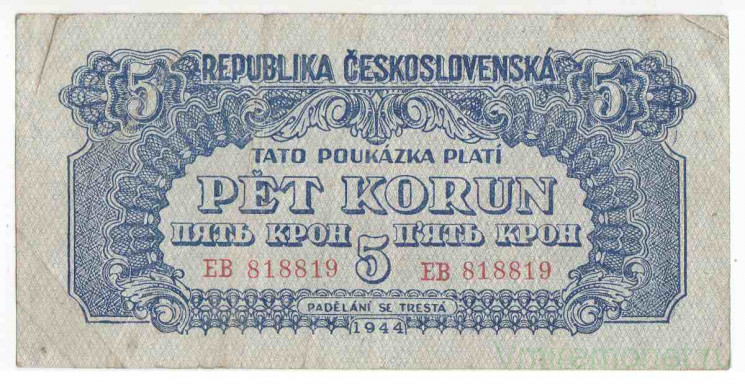 5 REPUBLIKA ČESKOSLOVENSKÁ 5
TATO POUKÁZKA PLATÍ
PĚT KORUN
ПЯТЬ КРОН 5 П'ЯТЬ КРОН
EB 818819 EB 818819
PADĚLÁNÍ SE TRESTÁ
1944